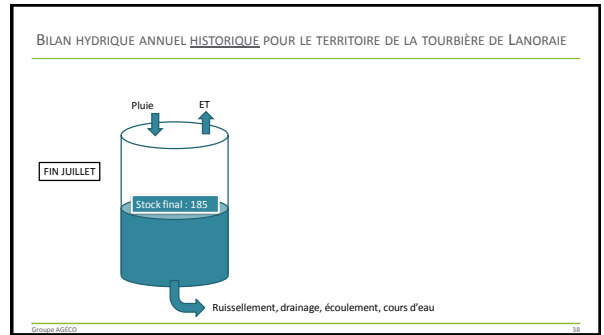 BILAN HYDRIQUE ANNUEL HISTORIQUE POUR LE TERRITOIRE DE LA TOURBIÈRE DE LANORAIE
Pluie ET
FIN JUILLET
Stock final : 185
Ruissellement, drainage, écoulement, cours d'eau
Groupe AGÉCO 38